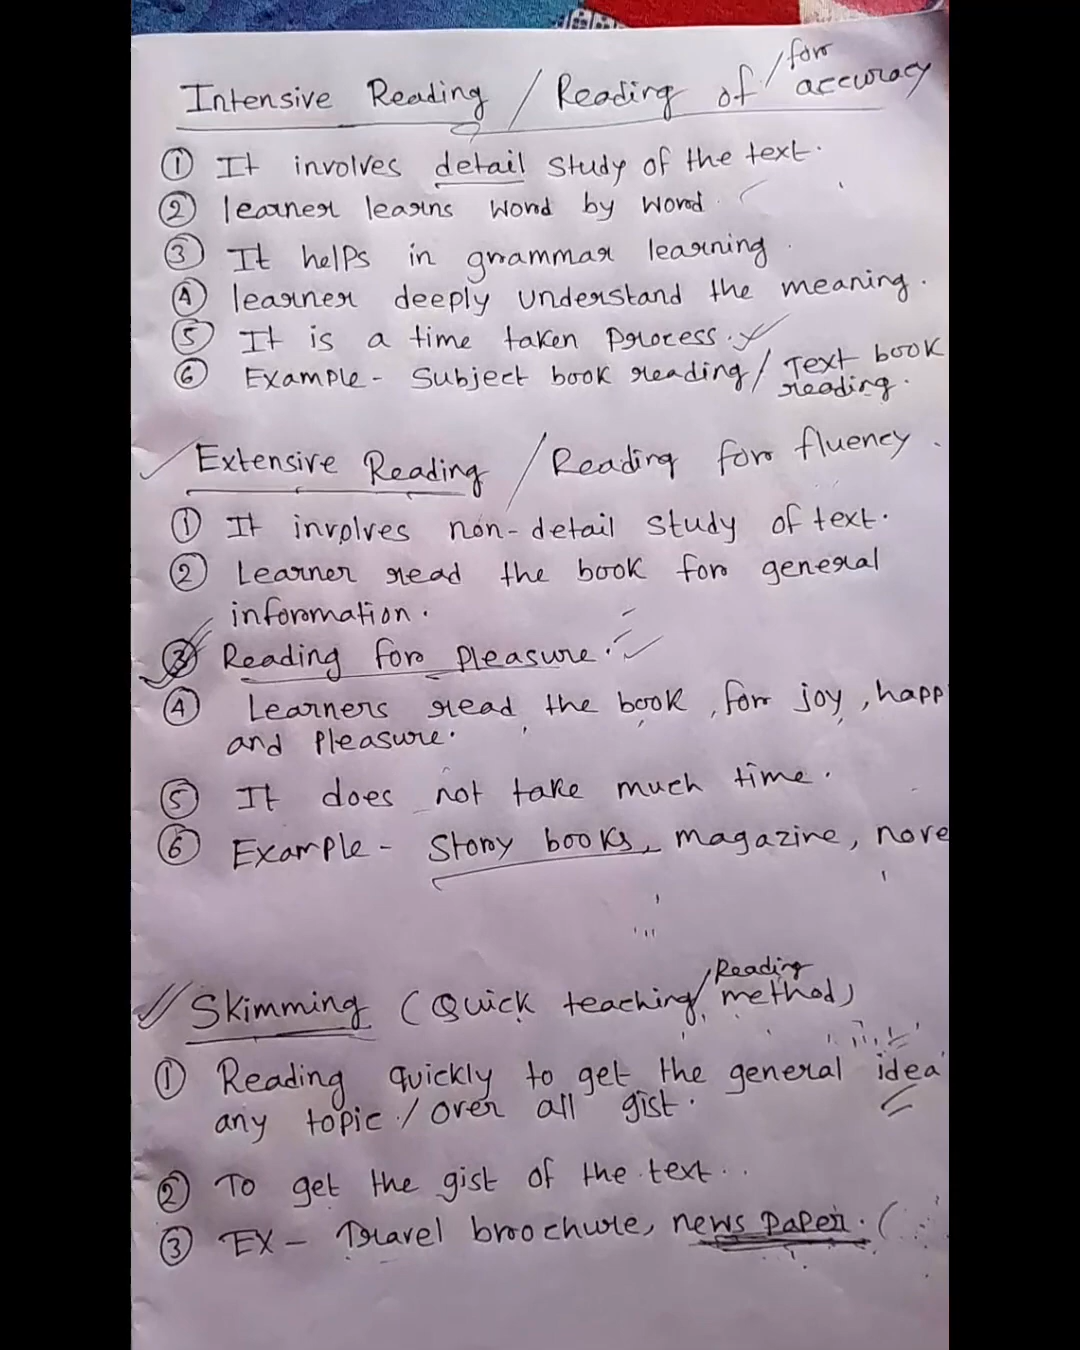 Intensive Reading / Reading of / for accuracy
① It involves detail study of the text.
② learner learns word by word
③ It helps in grammar learning.
④ learner deeply understand the meaning.
⑤ It is a time taken process.
⑥ Example - Subject book reading / Text book
reading.
Extensive Reading / Reading for fluency.
① It involves non-detail study of text.
② Learner read the book for general
information.
③ Reading for pleasure.
④ Learners read the book, for joy, happ
and pleasure.
⑤ It does not take much time.
⑥ Example - Story books, magazine, nove
Skimming (Quick teaching / Reading method)
① Reading quickly to get the general idea
any topic / over all gist.
② To get the gist of the text..
③ EX - Travel brochure, news paper.